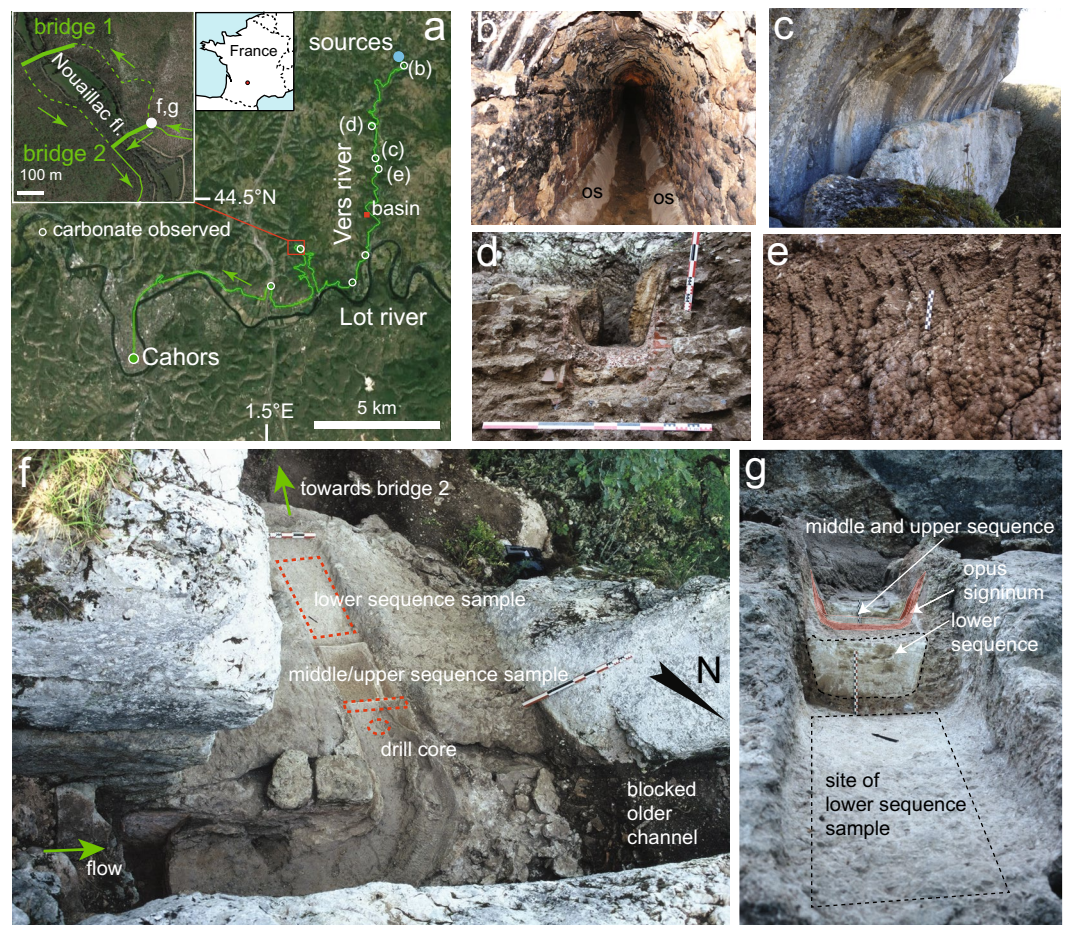 a
bridge 1
Nouaillac fl.
f,g
bridge 2
100 m
France
sources
(b)
(d)
(c)
(e)
Vers river
basin
44.5°N
carbonate observed
Lot river
Cahors
1.5°E
5 km
b
os
os
c
d
e
f
towards bridge 2
lower sequence sample
middle/upper sequence sample
drill core
N
blocked
older
channel
flow
g
middle and upper sequence
opus
signinum
lower
sequence
site of
lower sequence
sample